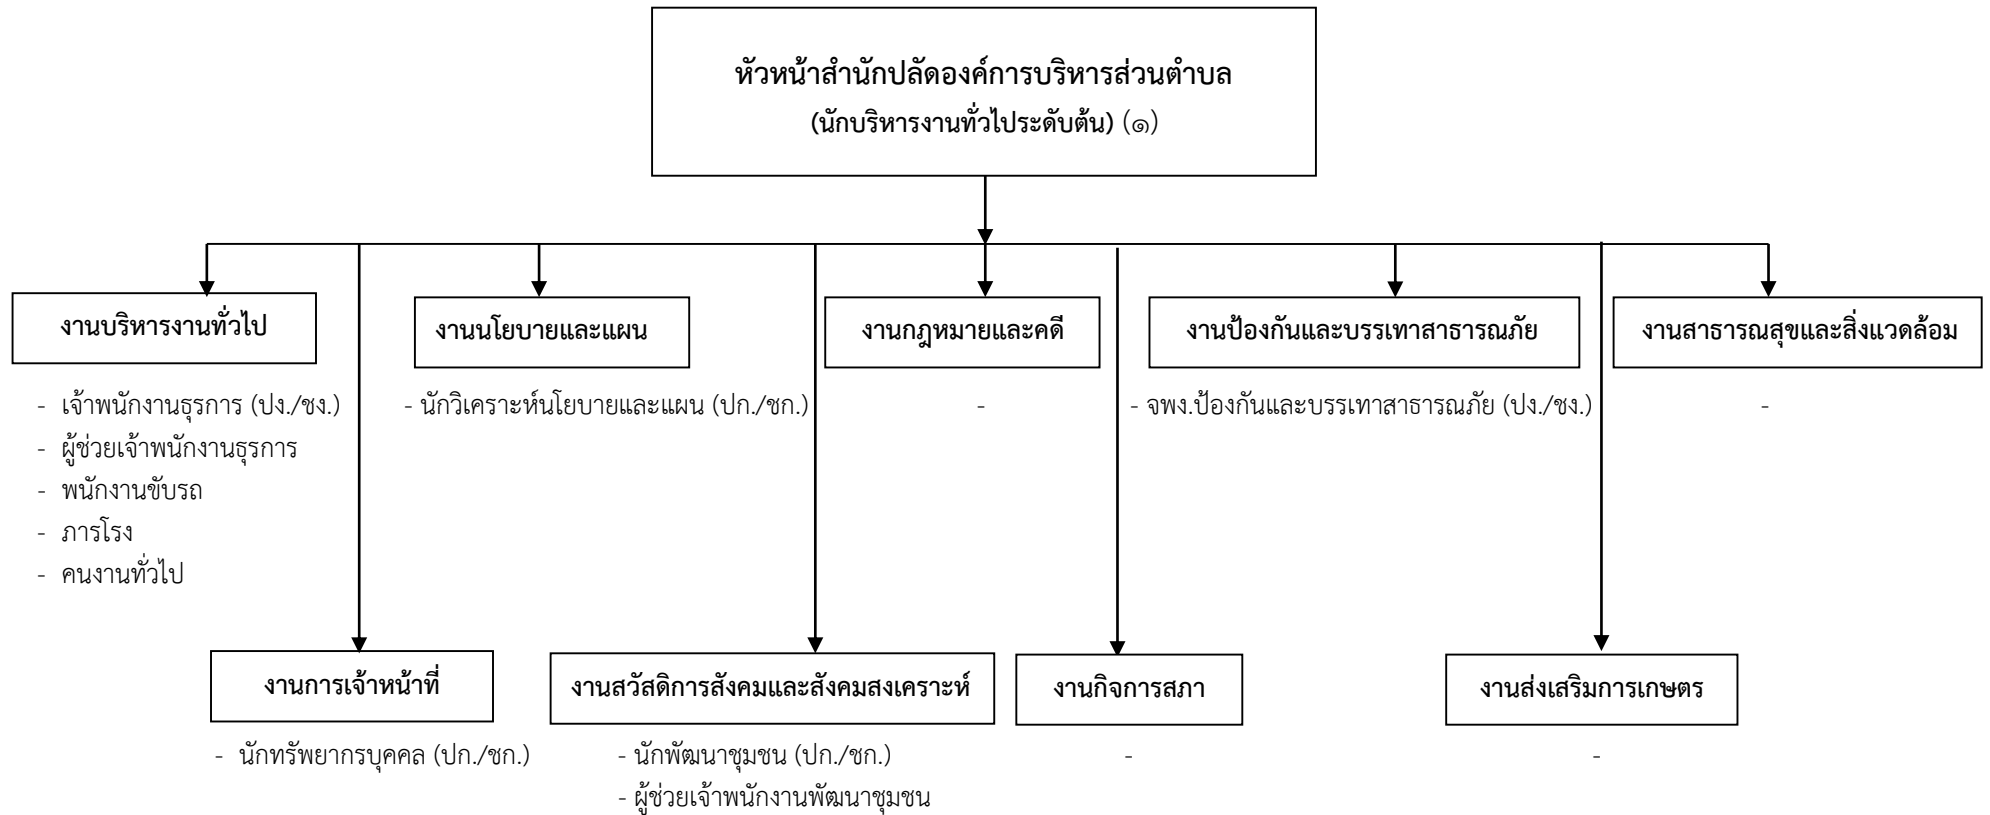 หัวหน้าสำนักปลัดองค์การบริหารส่วนตำบล
(นักบริหารงานทั่วไประดับต้น) (๑)
งานบริหารงานทั่วไป
- เจ้าพนักงานธุรการ (ปง./ชง.)
- ผู้ช่วยเจ้าพนักงานธุรการ
- พนักงานขับรถ
- ภารโรง
- คนงานทั่วไป
งานนโยบายและแผน
- นักวิเคราะห์นโยบายและแผน (ปก./ชก.)
งานกฎหมายและคดี
-
งานป้องกันและบรรเทาสาธารณภัย
- จพง.ป้องกันและบรรเทาสาธารณภัย (ปง./ชง.)
งานสาธารณสุขและสิ่งแวดล้อม
-
งานการเจ้าหน้าที่
- นักทรัพยากรบุคคล (ปก./ชก.)
งานสวัสดิการสังคมและสังคมสงเคราะห์
- นักพัฒนาชุมชน (ปก./ชก.)
- ผู้ช่วยเจ้าพนักงานพัฒนาชุมชน
งานกิจการสภา
-
งานส่งเสริมการเกษตร
-